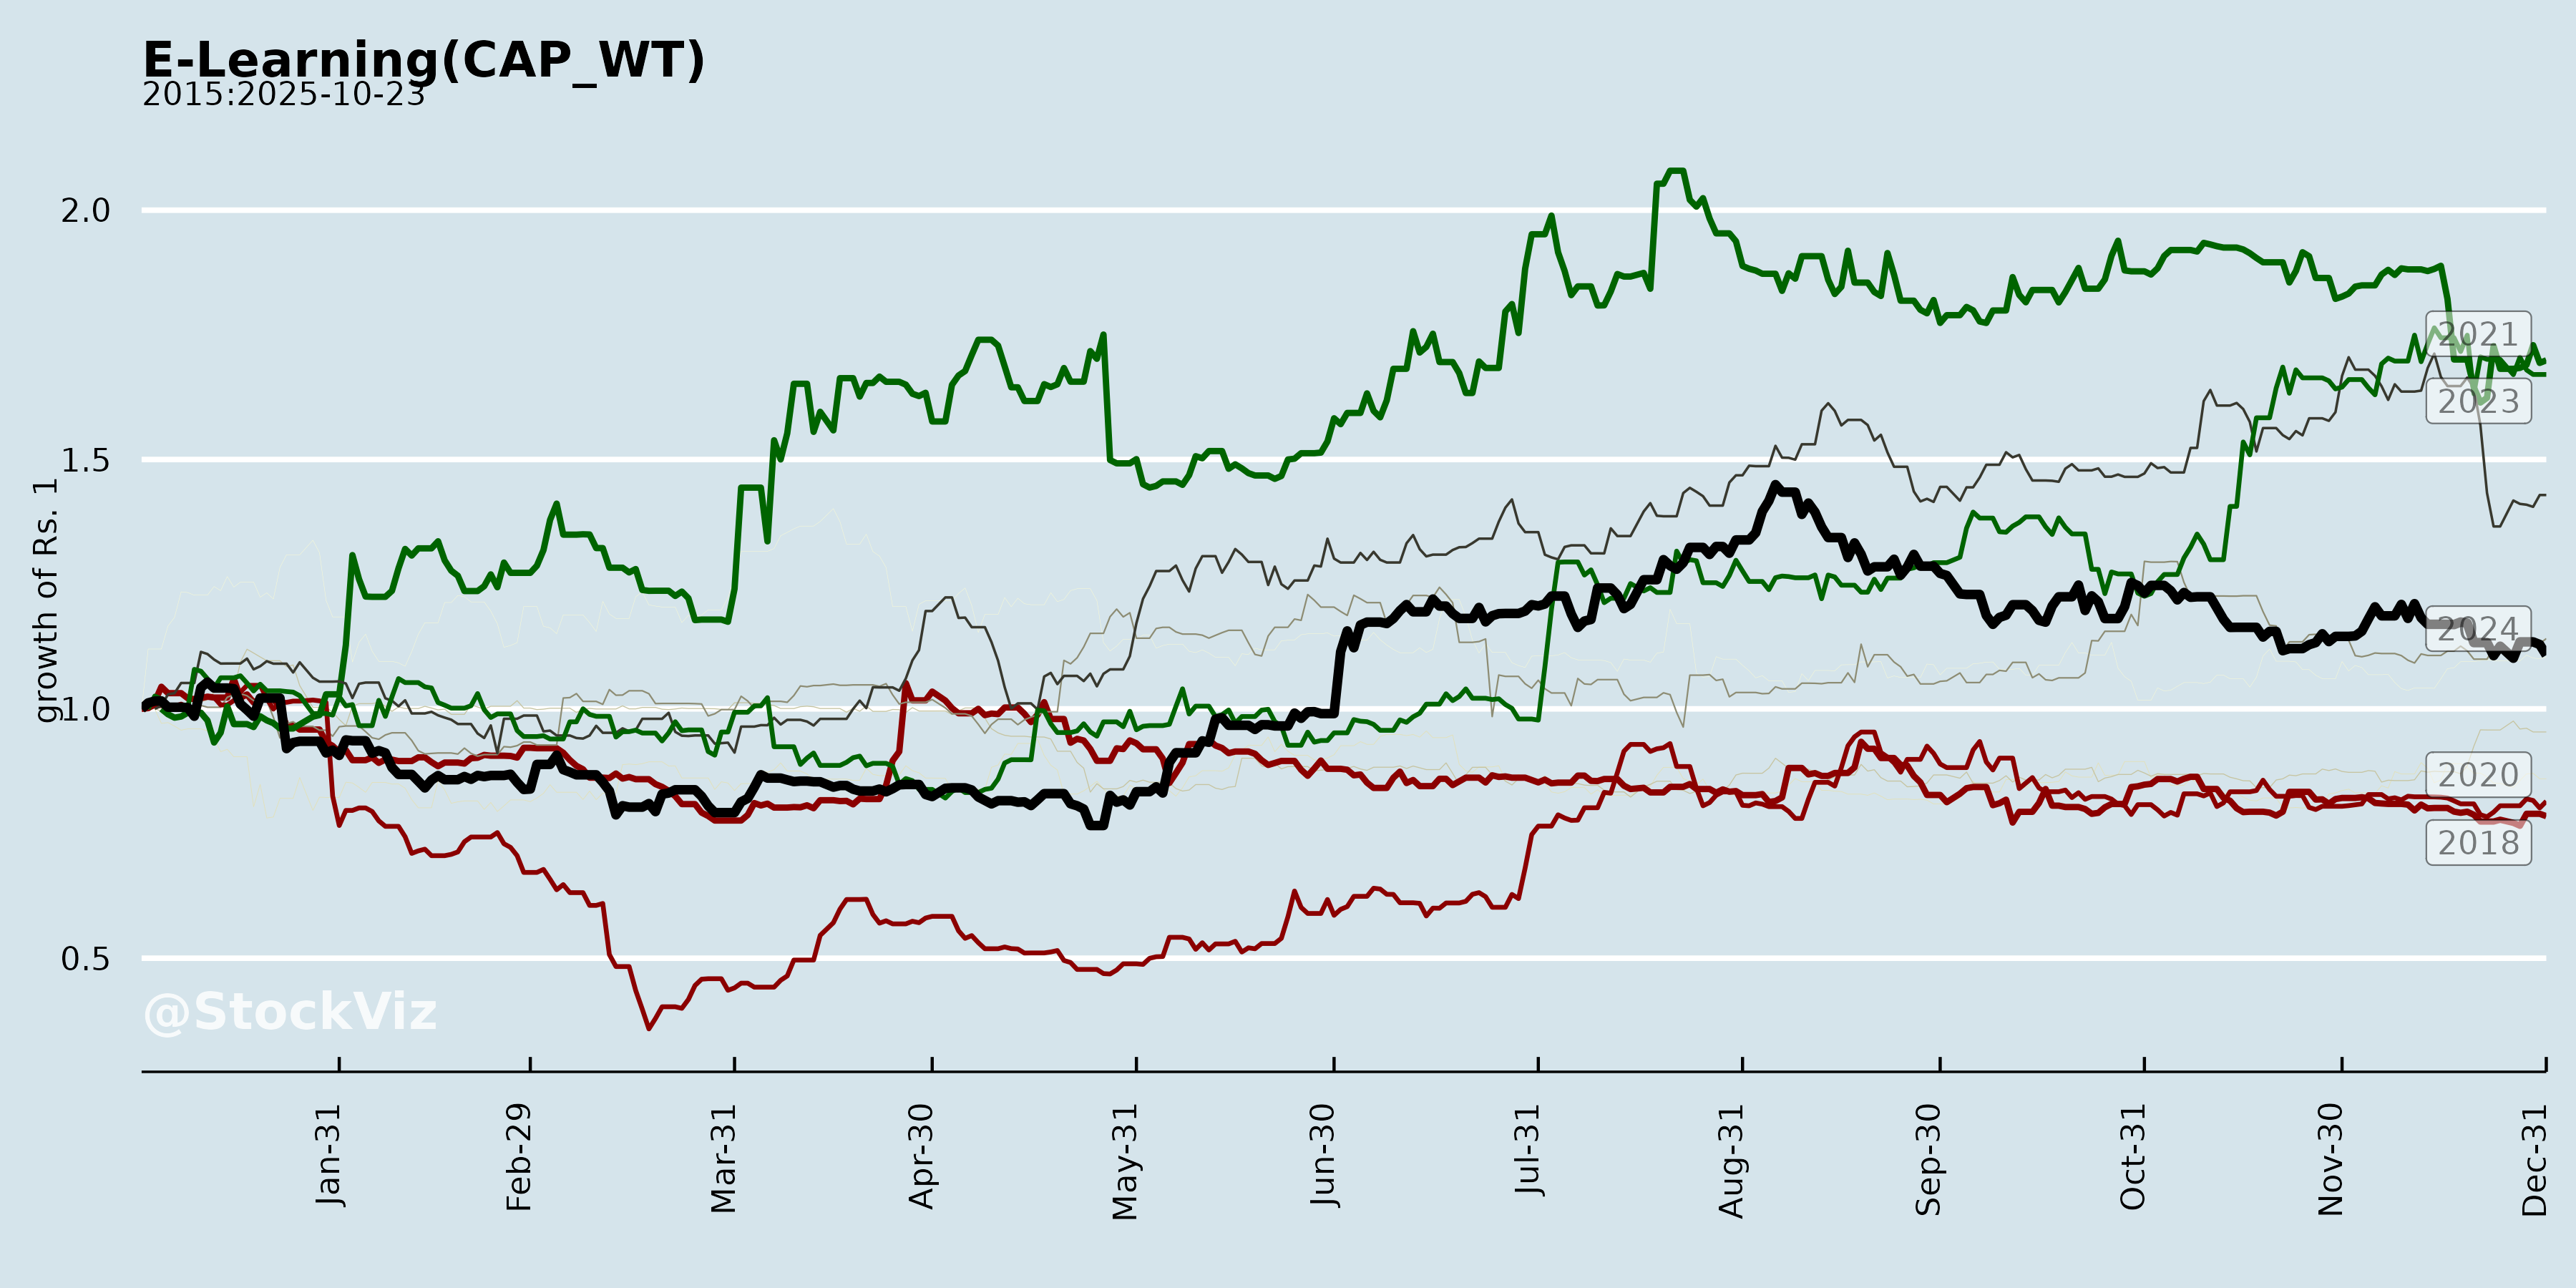 E-Learning(CAP_WT)
2015:2025-10-23
growth of Rs. 1
2.0
1.5
1.0
0.5
2021
2023
2024
2020
2018
@StockViz
Jan-31
Feb-29
Mar-31
Apr-30
May-31
Jun-30
Jul-31
Aug-31
Sep-30
Oct-31
Nov-30
Dec-31